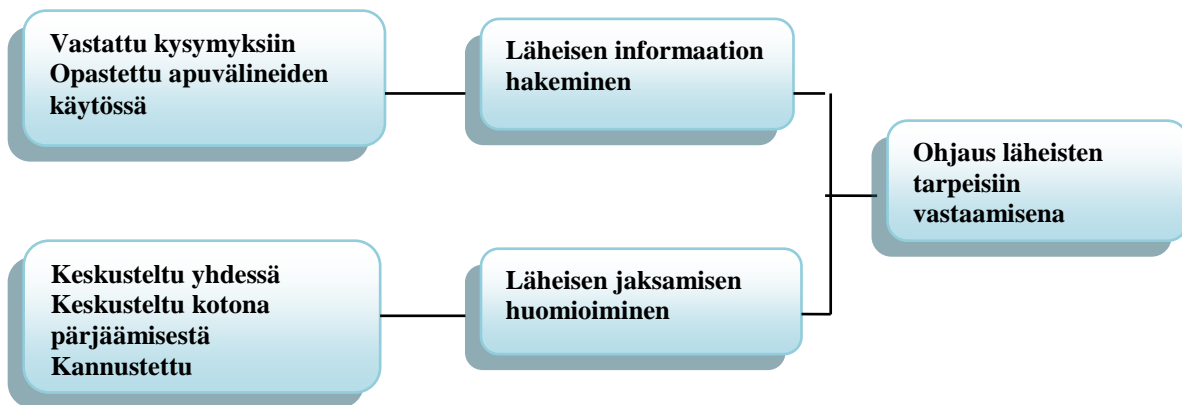 Vastattu kysymyksiin
Opastettu apuvälineiden
käytössä
Läheisen informaation
hakeminen
Keskusteltu yhdessä
Keskusteltu kotona
pärjäämisestä
Kannustettu
Läheisen jaksamisen
huomioiminen
Ohjaus läheisten
tarpeisiin
vastaamisena